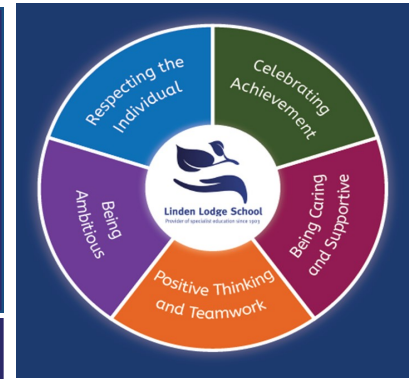 Respecting the
Individual
Celebrating
Achievement
Being Caring
and Supportive
Positive Thinking
and Teamwork
Being
Ambitious
Linden Lodge School
Provider of specialist education since 1903